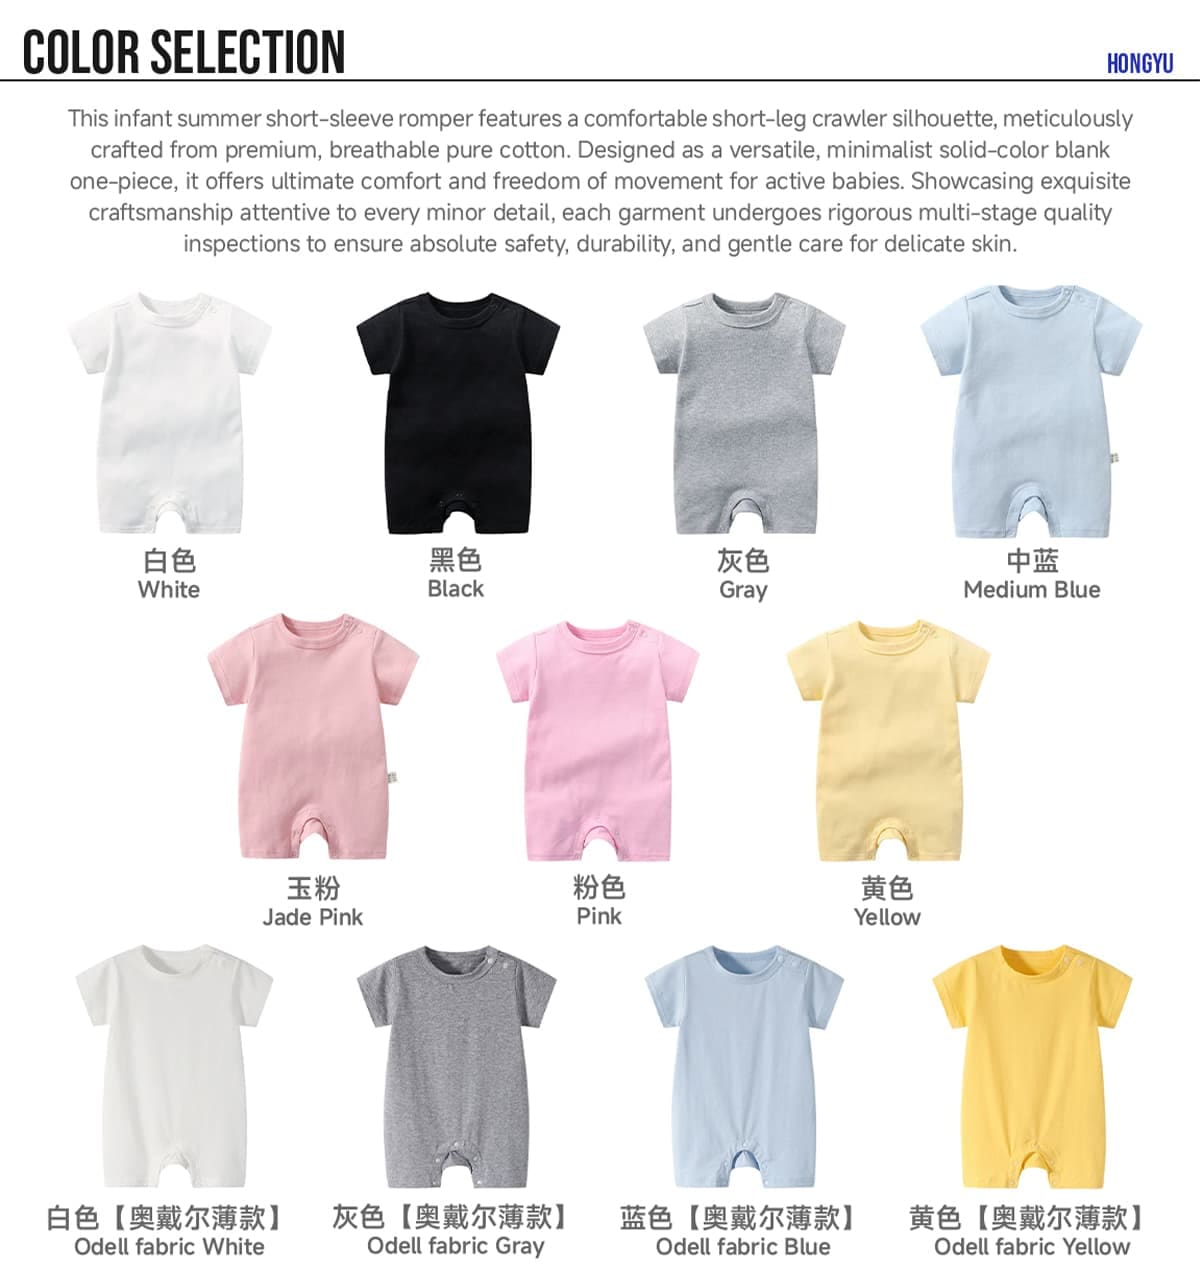 COLOR SELECTION
HONGYU
This infant summer short-sleeve romper features a comfortable short-leg crawler silhouette, meticulously
crafted from premium, breathable pure cotton. Designed as a versatile, minimalist solid-color blank
one-piece, it offers ultimate comfort and freedom of movement for active babies. Showcasing exquisite
craftsmanship attentive to every minor detail, each garment undergoes rigorous multi-stage quality
inspections to ensure absolute safety, durability, and gentle care for delicate skin.
白色
White
黑色
Black
灰色
Gray
中蓝
Medium Blue
玉粉
Jade Pink
粉色
Pink
黄色
Yellow
白色【奥戴尔薄款】
Odell fabric White
灰色【奥戴尔薄款】
Odell fabric Gray
蓝色【奥戴尔薄款】
Odell fabric Blue
黄色【奥戴尔薄款】
Odell fabric Yellow